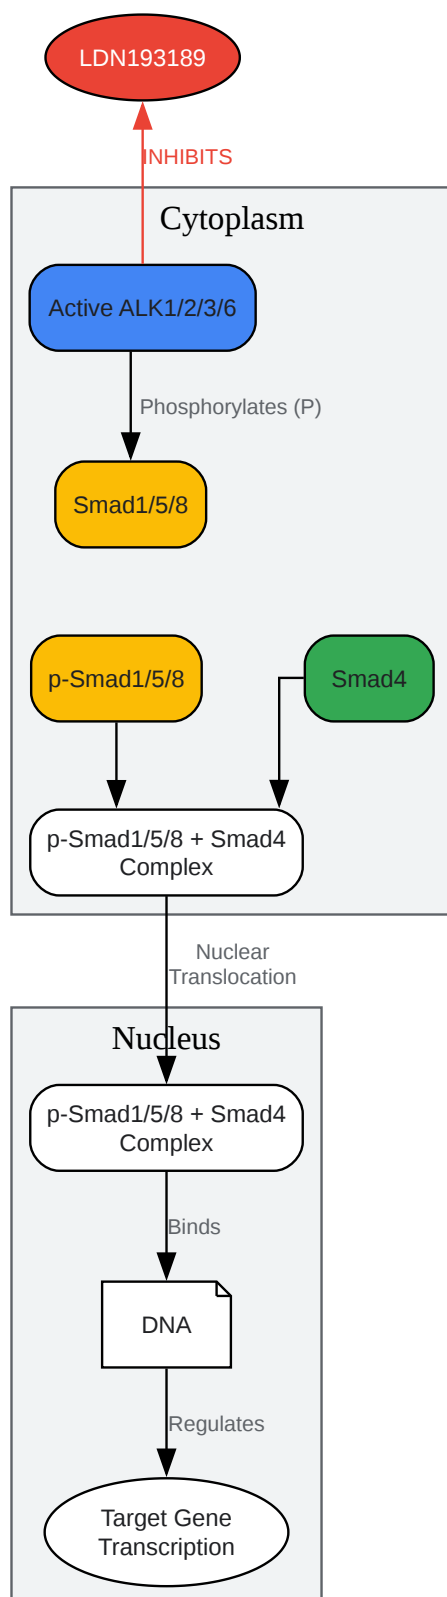 LDN193189
INHIBITS
Cytoplasm
Active ALK1/2/3/6
Phosphorylates (P)
Smad1/5/8
p-Smad1/5/8
Smad4
p-Smad1/5/8 + Smad4
Complex
Nuclear
Translocation
Nucleus
p-Smad1/5/8 + Smad4
Complex
Binds
DNA
Regulates
Target Gene
Transcription